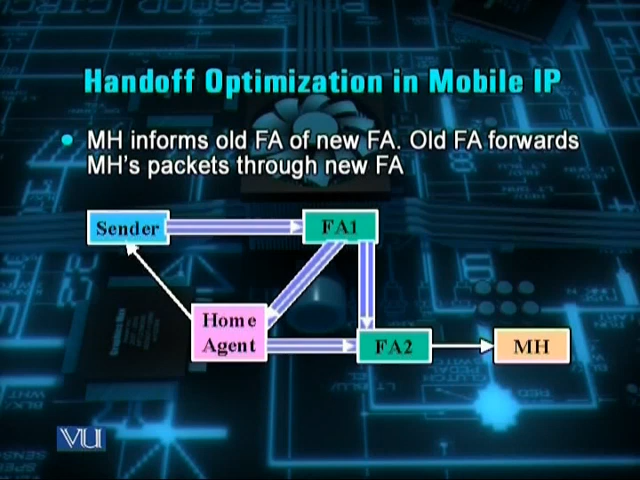 Handoff Optimization in Mobile IP
• MH informs old FA of new FA. Old FA forwards
MH's packets through new FA
Sender
FA1
Home
Agent
FA2
MH
VU